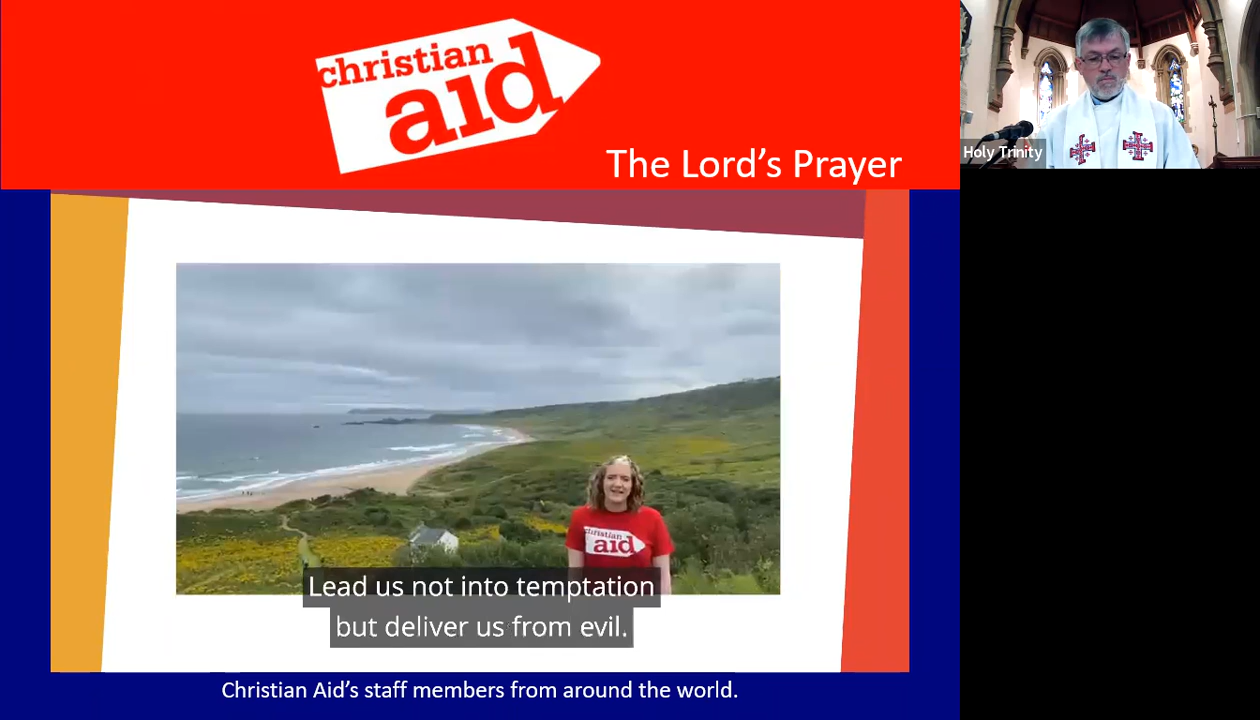 christian
aid
The Lord's Prayer
Holy Trinity
christian
aid
Lead us not into temptation
but deliver us from evil.
Christian Aid's staff members from around the world.